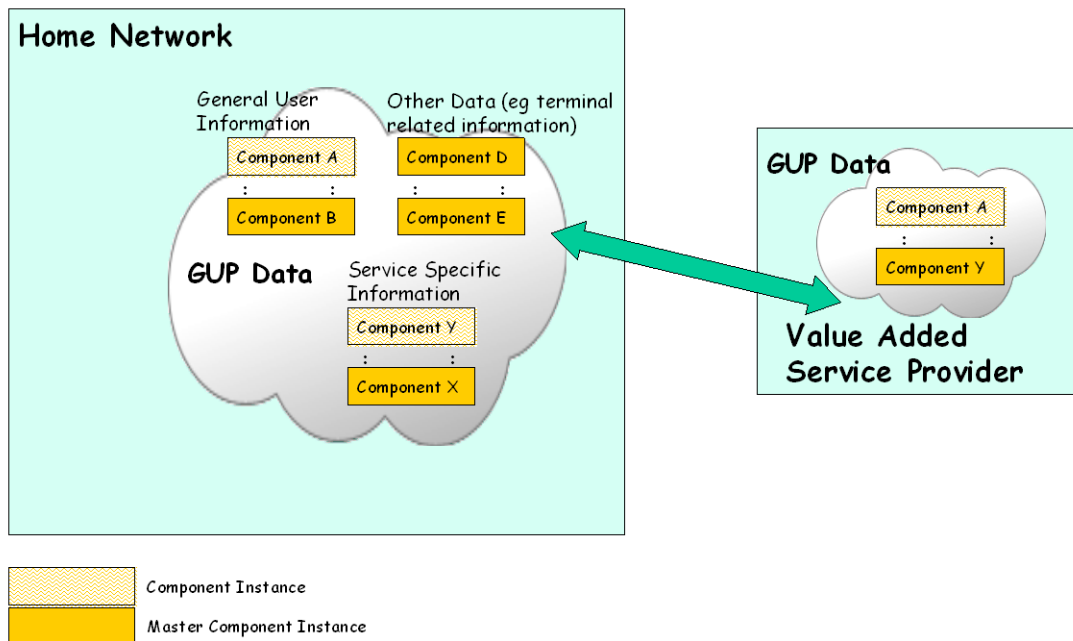 Home Network
General User
Information
Component A
: :
Component B
Other Data (eg terminal
related information)
Component D
: :
Component E
GUP Data
Service Specific
Information
Component Y
: :
Component X
GUP Data
Component A
: :
Component Y
Value Added
Service Provider
Component Instance
Master Component Instance